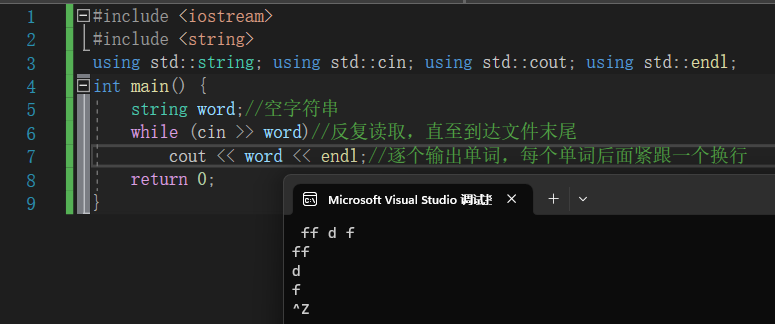 1 #include <iostream>
2 #include <string>
3 using std::string; using std::cin; using std::cout; using std::endl;
4 int main() {
5 string word;//空字符串
6 while (cin >> word)//反复读取，直至到达文件末尾
7 cout << word << endl;//逐个输出单词，每个单词后面紧跟一个换行
8 return 0;
9 }
Microsoft Visual Studio 调试
ff d f
ff
d
f
^Z